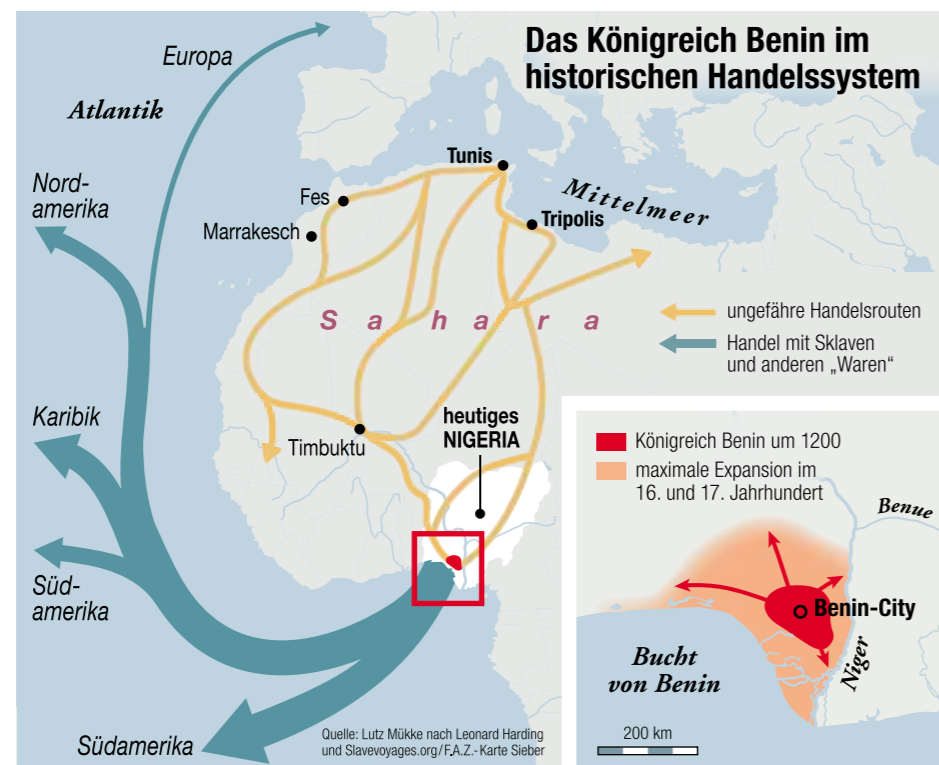 Das Königreich Benin im
historischen Handelssystem
Europa
Atlantik
Nord-
amerika
Tunis
Fes
Mittelmeer
Marrakesch
Tripolis
Sahara
ungefähre Handelsrouten
Handel mit Sklaven
und anderen „Waren“
Karibik
Timbuktu
heutiges
NIGERIA
Süd-
amerika
Südamerika
Quelle: Lutz Mükke nach Leonard Harding
und Slavevoyages.org/F.A.Z.-Karte Sieber
Königreich Benin um 1200
maximale Expansion im
16. und 17. Jahrhundert
Benue
Benin-City
Bucht
von Benin
Niger
200 km